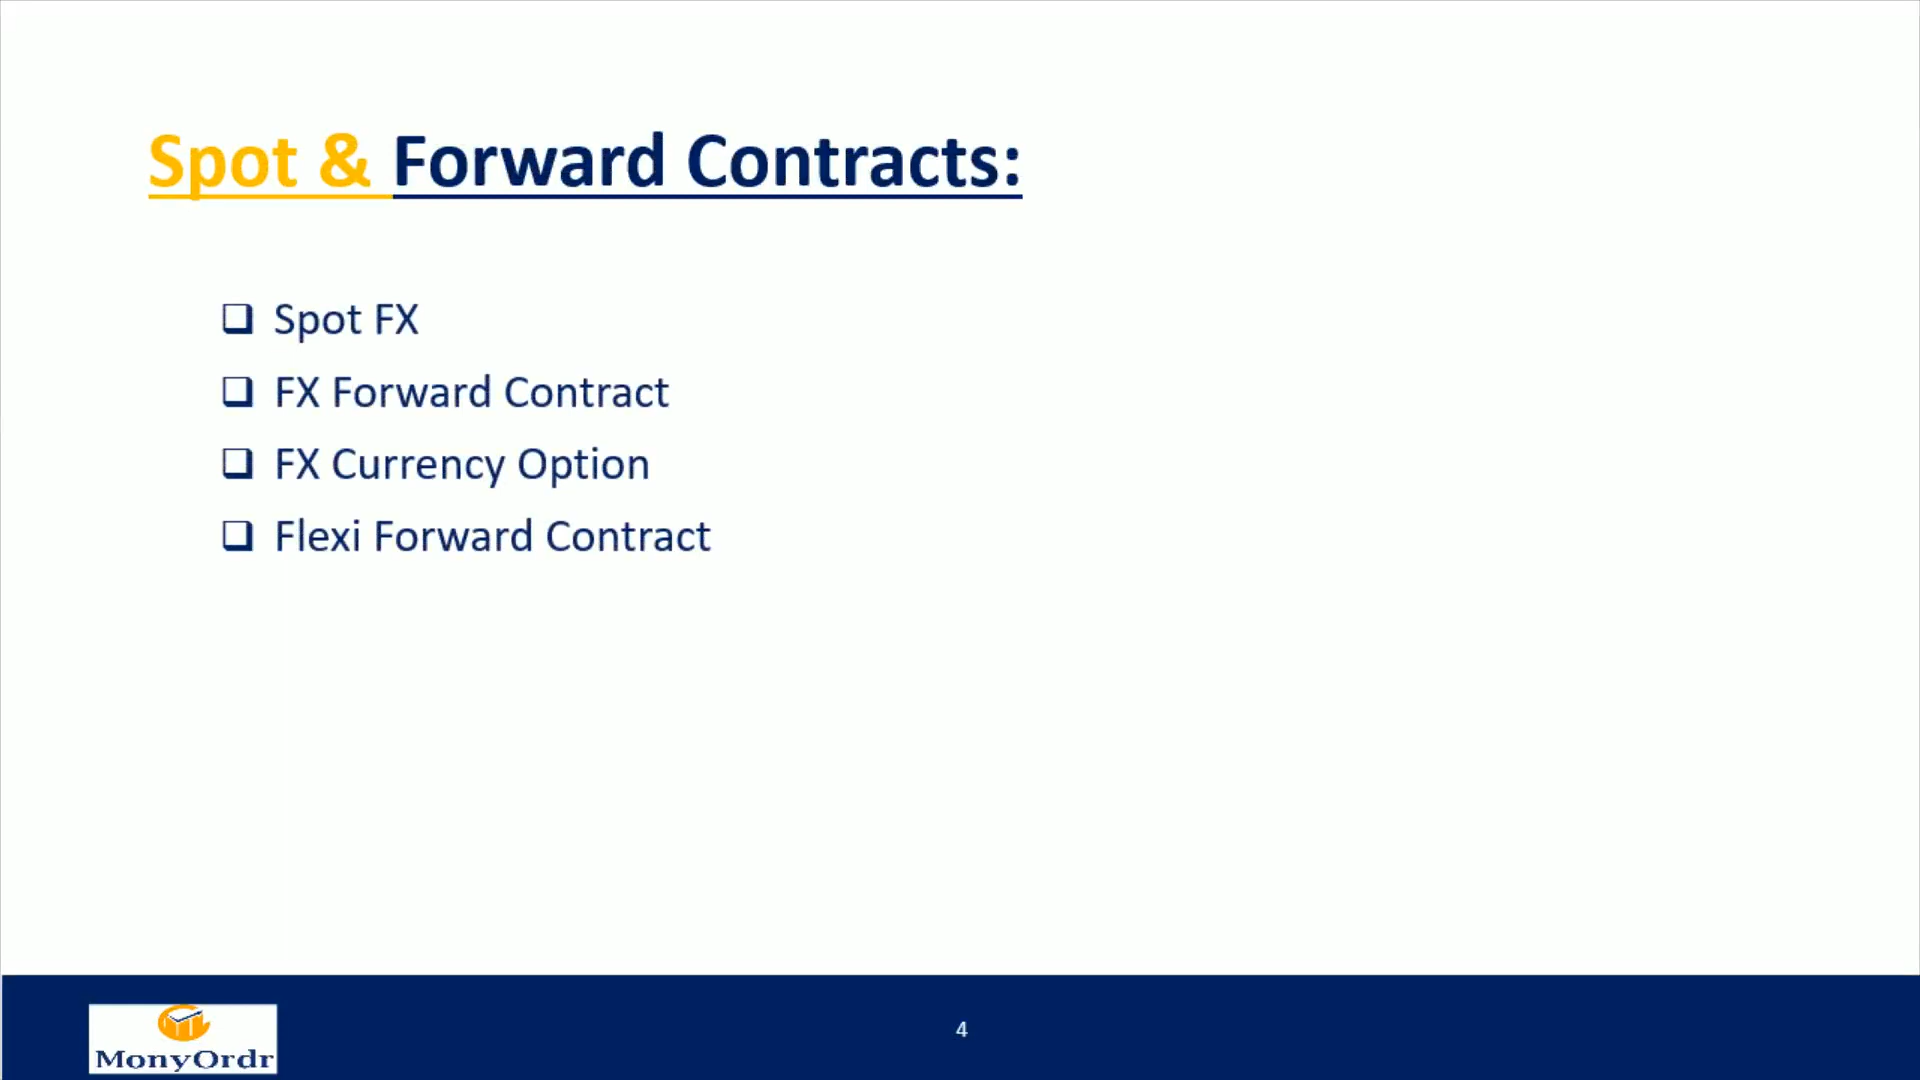 Spot & Forward Contracts:
Spot FX
FX Forward Contract
FX Currency Option
Flexi Forward Contract
MonyOrdr
4